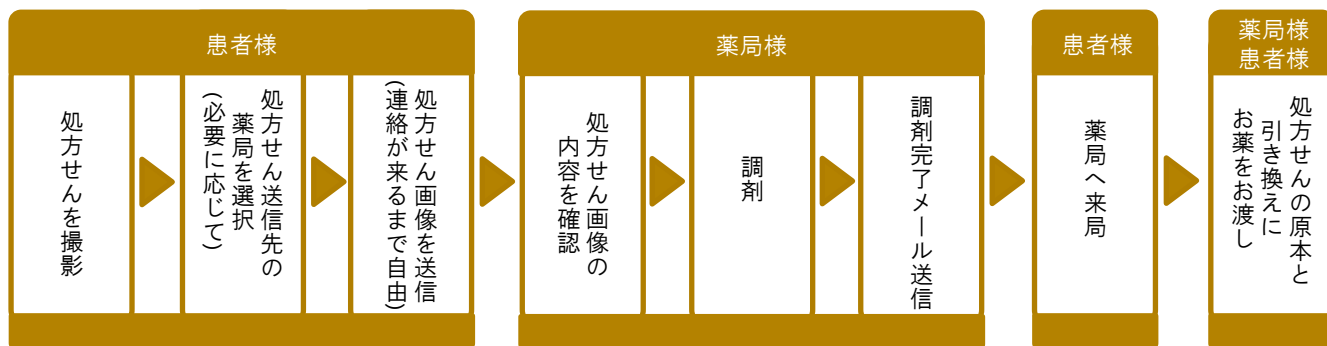 患者様
処方せんを撮影
処方せん送信先の
薬局を選択
(必要に応じて)
処方せん画像を送信
(連絡が来るまで自由)
薬局様
処方せん画像の
内容を確認
調剤
調剤完了メール送信
患者様
薬局へ来局
薬局様
患者様
処方せんの原本と
引き換えに
お薬をお渡し